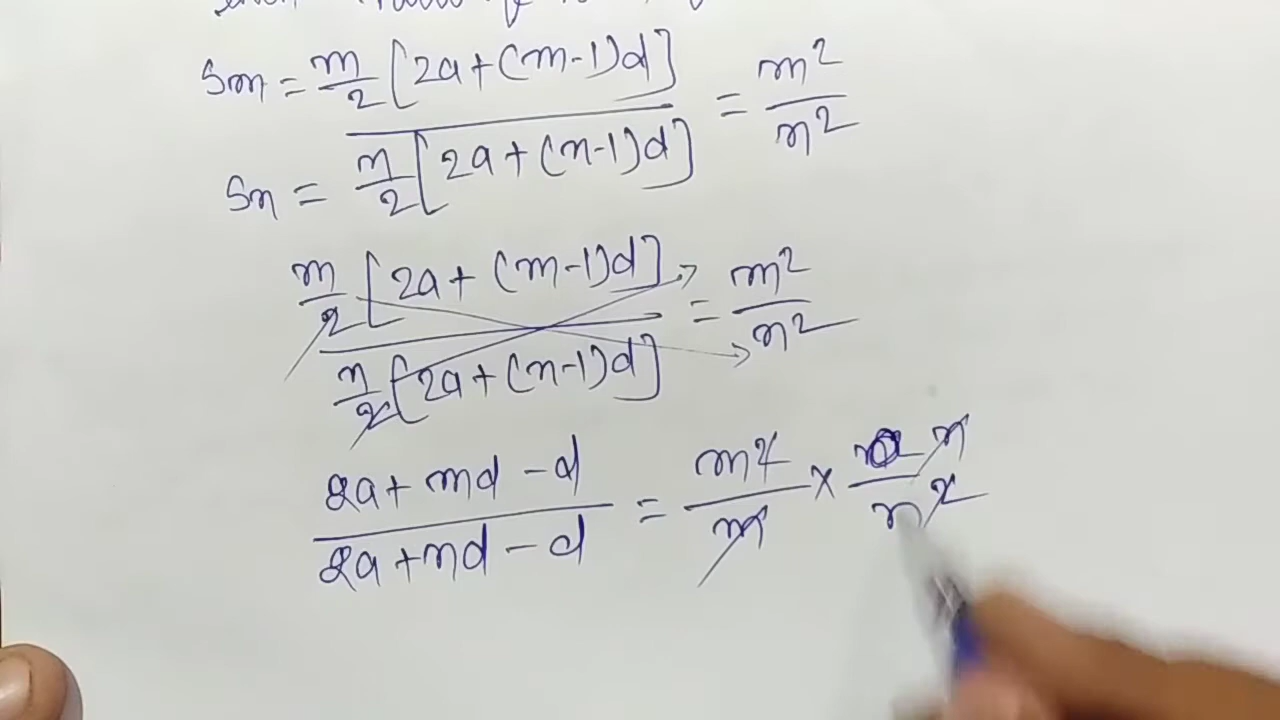 Sm = m/2 [2a+(m-1)d] / Sn = n/2 [2a+(n-1)d] = m²/n²
m/2 [2a+(m-1)d] / n/2 [2a+(n-1)d] = m²/n²
2a+md-d / 2a+nd-d = m²/m × n/n²